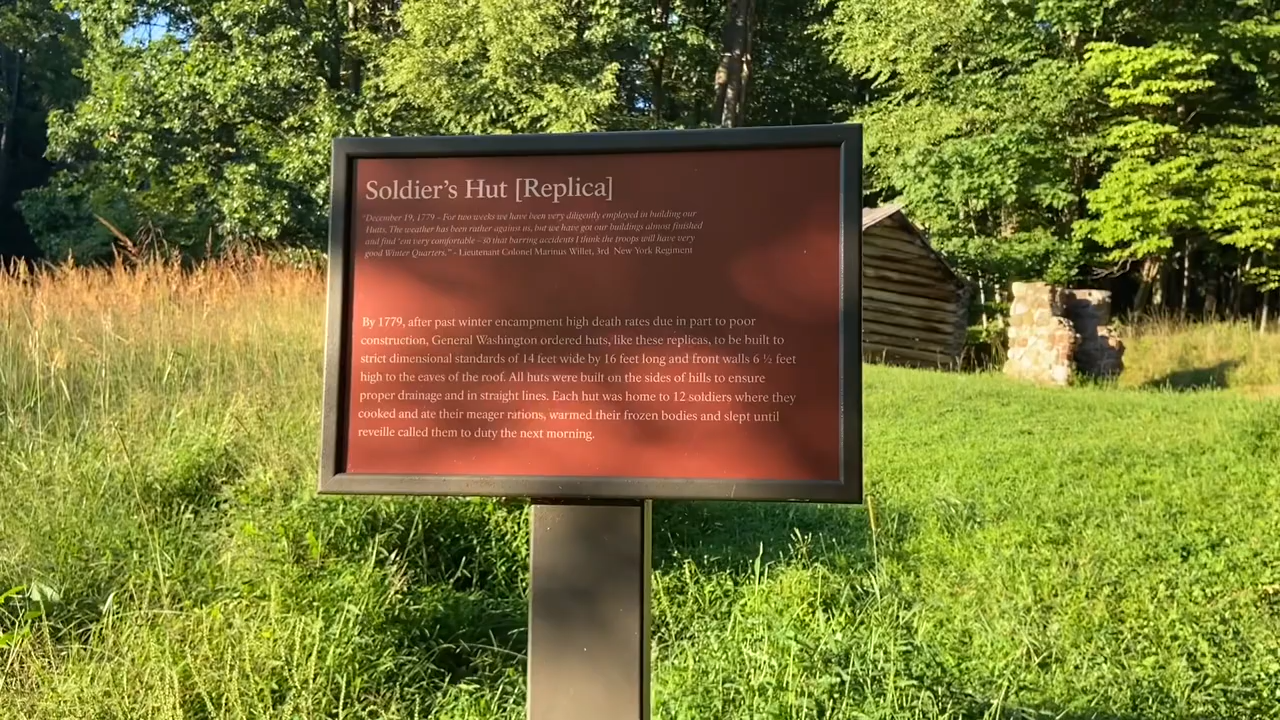 Soldier's Hut [Replica]
"December 19, 1779 – For two weeks we have been very diligently employed in building our
Hutts. The weather has been rather against us, but we have got our buildings almost finished
and find 'em very comfortable – so that barring accidents I think the troops will have very
good Winter Quarters." - Lieutenant Colonel Marinus Willet, 3rd New York Regiment
By 1779, after past winter encampment high death rates due in part to poor
construction, General Washington ordered huts, like these replicas, to be built to
strict dimensional standards of 14 feet wide by 16 feet long and front walls 6 ½ feet
high to the eaves of the roof. All huts were built on the sides of hills to ensure
proper drainage and in straight lines. Each hut was home to 12 soldiers where they
cooked and ate their meager rations, warmed their frozen bodies and slept until
reveille called them to duty the next morning.